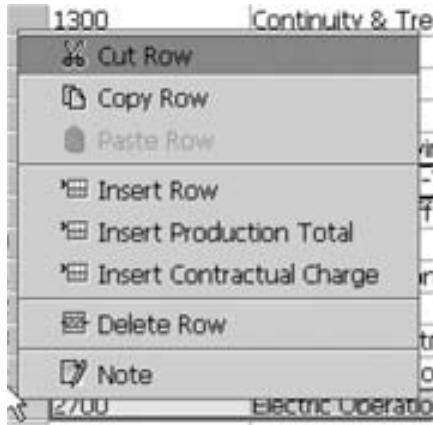 1300 Continuity & Tre
Cut Row
Copy Row
Paste Row
Insert Row
Insert Production Total
Insert Contractual Charge
Delete Row
Note
2700 Electric Operatio